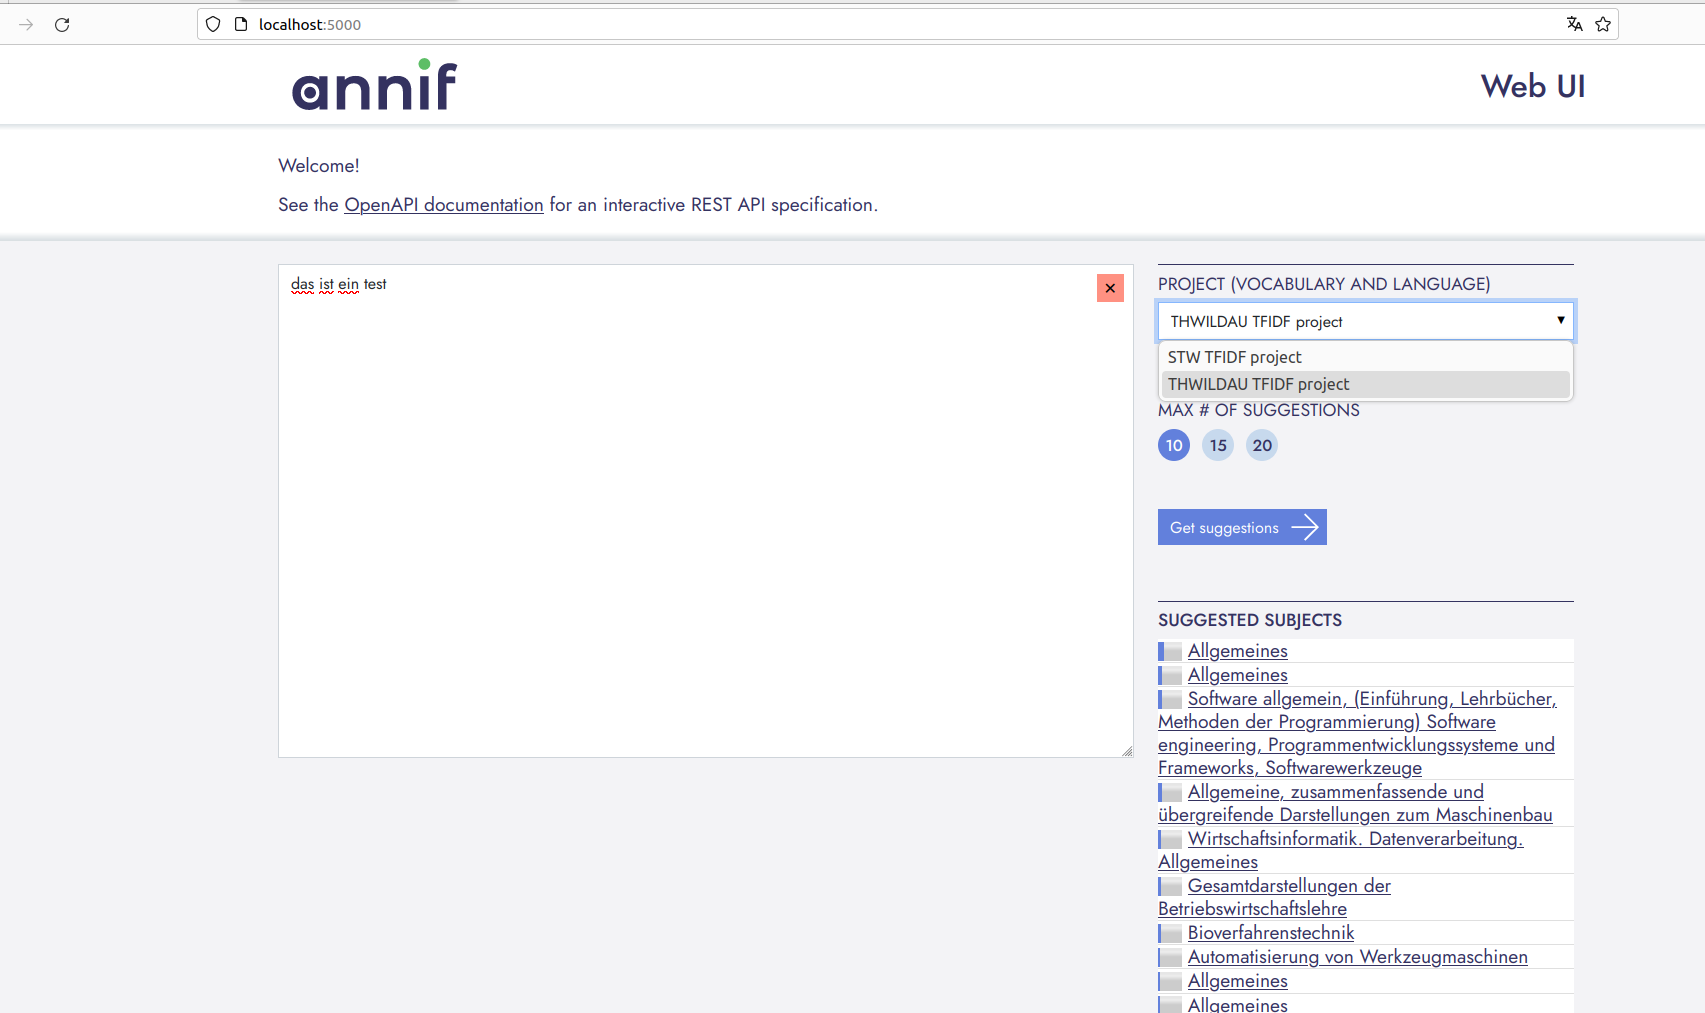 localhost:5000
annif
Web UI
Welcome!
See the OpenAPI documentation for an interactive REST API specification.
das ist ein test
×
PROJECT (VOCABULARY AND LANGUAGE)
THWILDAU TFIDF project
STW TFIDF project
THWILDAU TFIDF project
MAX # OF SUGGESTIONS
10 15 20
Get suggestions
SUGGESTED SUBJECTS
Allgemeines
Allgemeines
Software allgemein, (Einführung, Lehrbücher,
Methoden der Programmierung) Software
engineering, Programmentwicklungssysteme und
Frameworks, Softwarewerkzeuge
Allgemeine, zusammenfassende und
übergreifende Darstellungen zum Maschinenbau
Wirtschaftsinformatik. Datenverarbeitung.
Allgemeines
Gesamtdarstellungen der
Betriebswirtschaftslehre
Bioverfahrenstechnik
Automatisierung von Werkzeugmaschinen
Allgemeines
Allgemeines